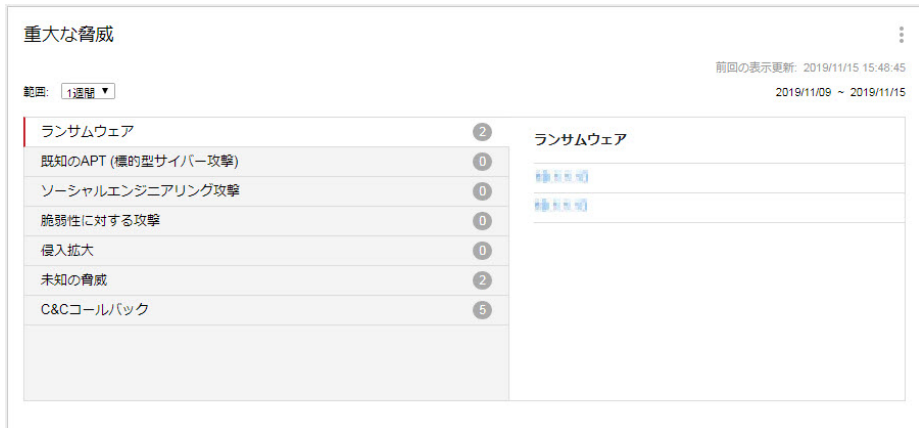 重大な脅威
前回の表示更新: 2019/11/15 15:48:45
範囲: 1週間 ▼
2019/11/09 ~ 2019/11/15
ランサムウェア 2
既知のAPT (標的型サイバー攻撃) 0
ソーシャルエンジニアリング攻撃 0
脆弱性に対する攻撃 0
侵入拡大 0
未知の脅威 2
C&Cコールバック 5
ランサムウェア